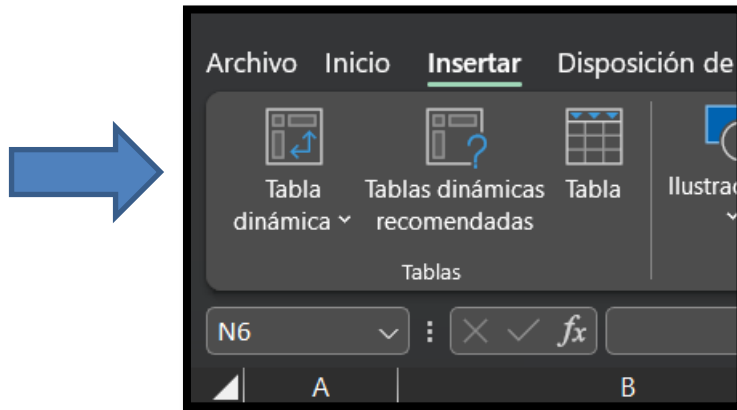 Archivo Inicio Insertar Disposición de
Tabla dinámica
Tablas dinámicas recomendadas
Tabla
Tablas
N6
fx
A B